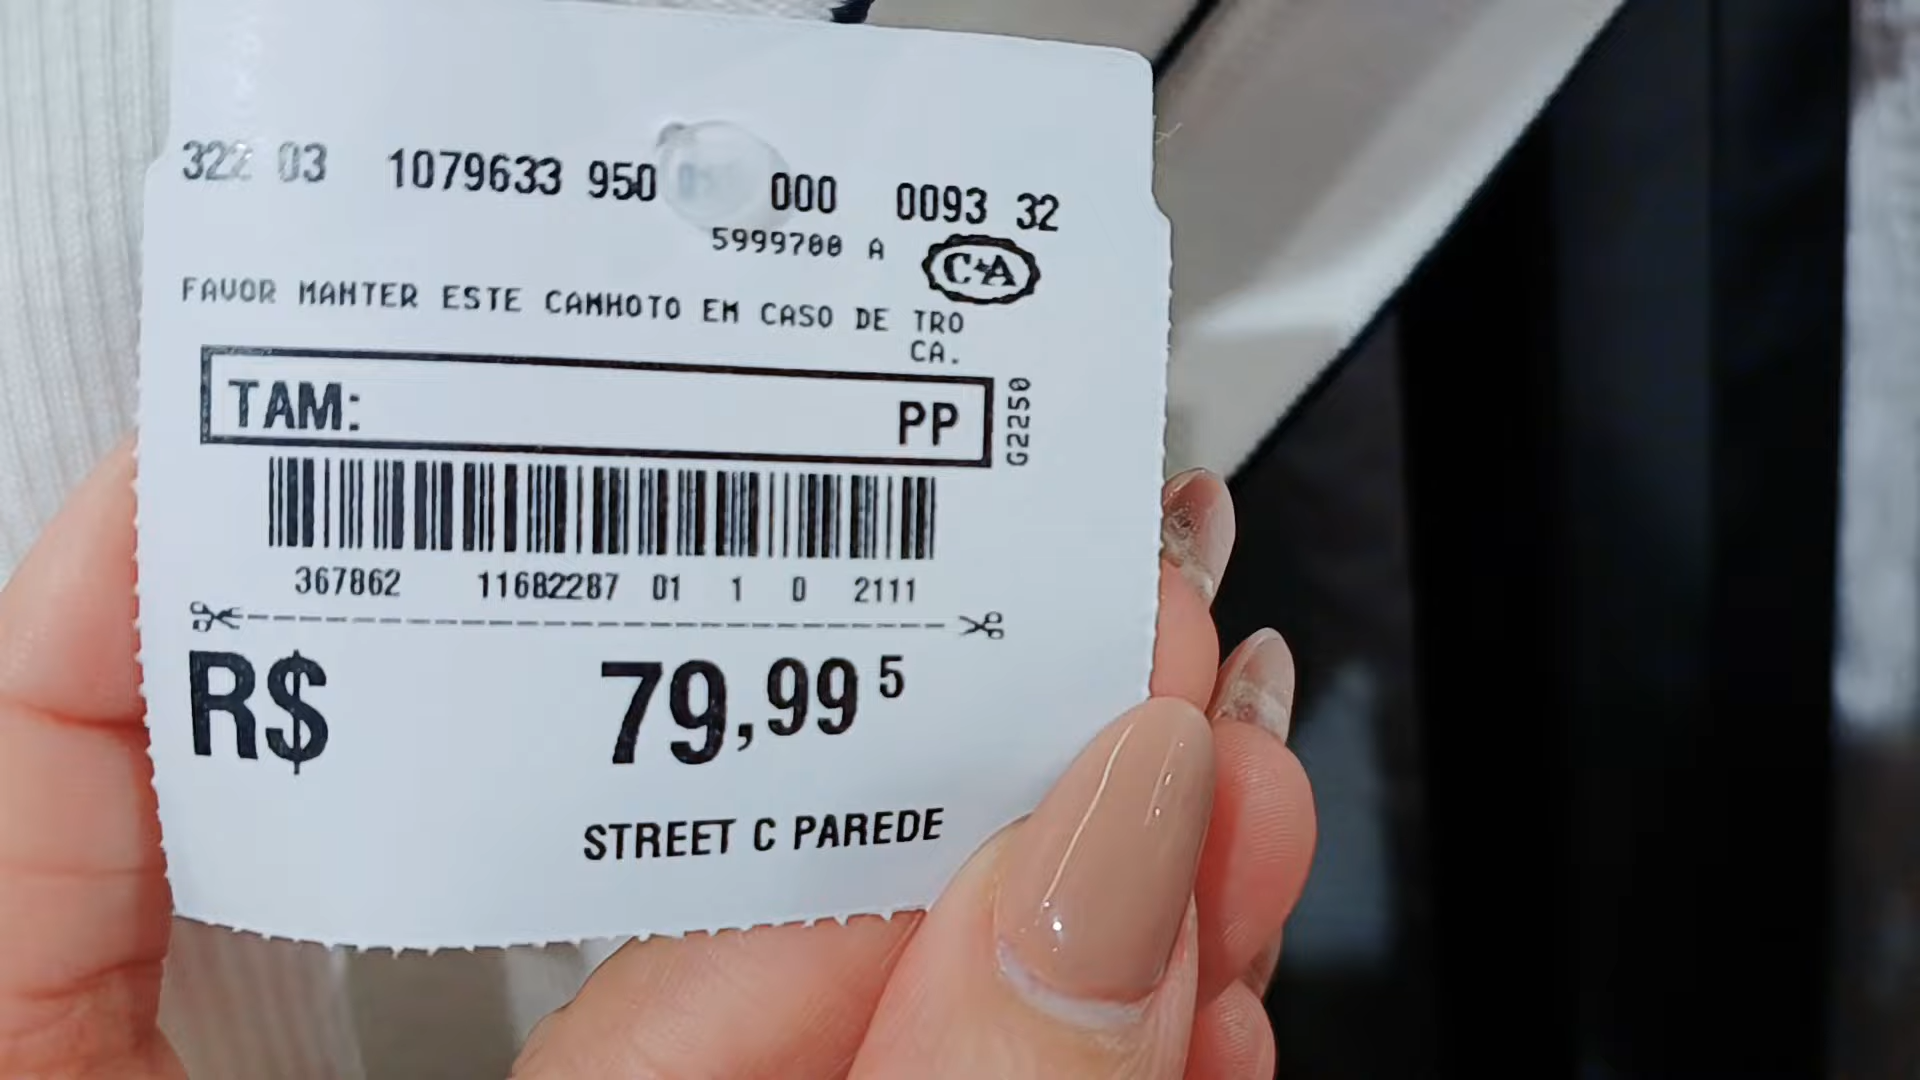 322 03 1079633 950 000 0093 32
5999700 A C&A
FAVOR MANTER ESTE CANHOTO EM CASO DE TRO
CA.
TAM: PP
G2250
367862 11682287 01 1 0 2111
R$ 79,99 5
STREET C PAREDE